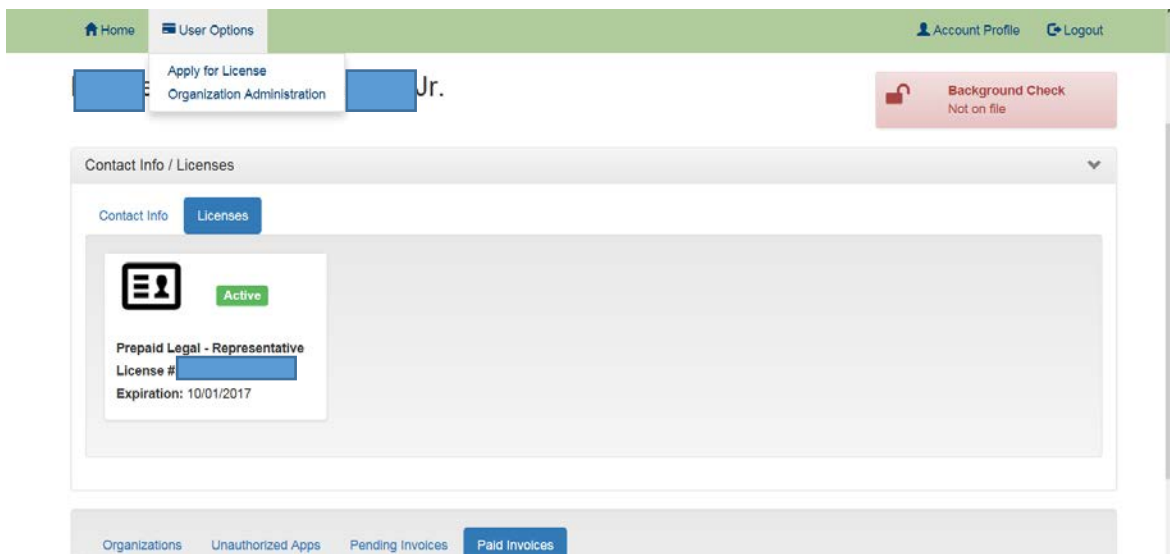 Home User Options Account Profile Logout
Apply for License
Organization Administration
Jr.
Background Check
Not on file
Contact Info / Licenses
Contact Info Licenses
Active
Prepaid Legal - Representative
License #
Expiration: 10/01/2017
Organizations Unauthorized Apps Pending Invoices Paid Invoices